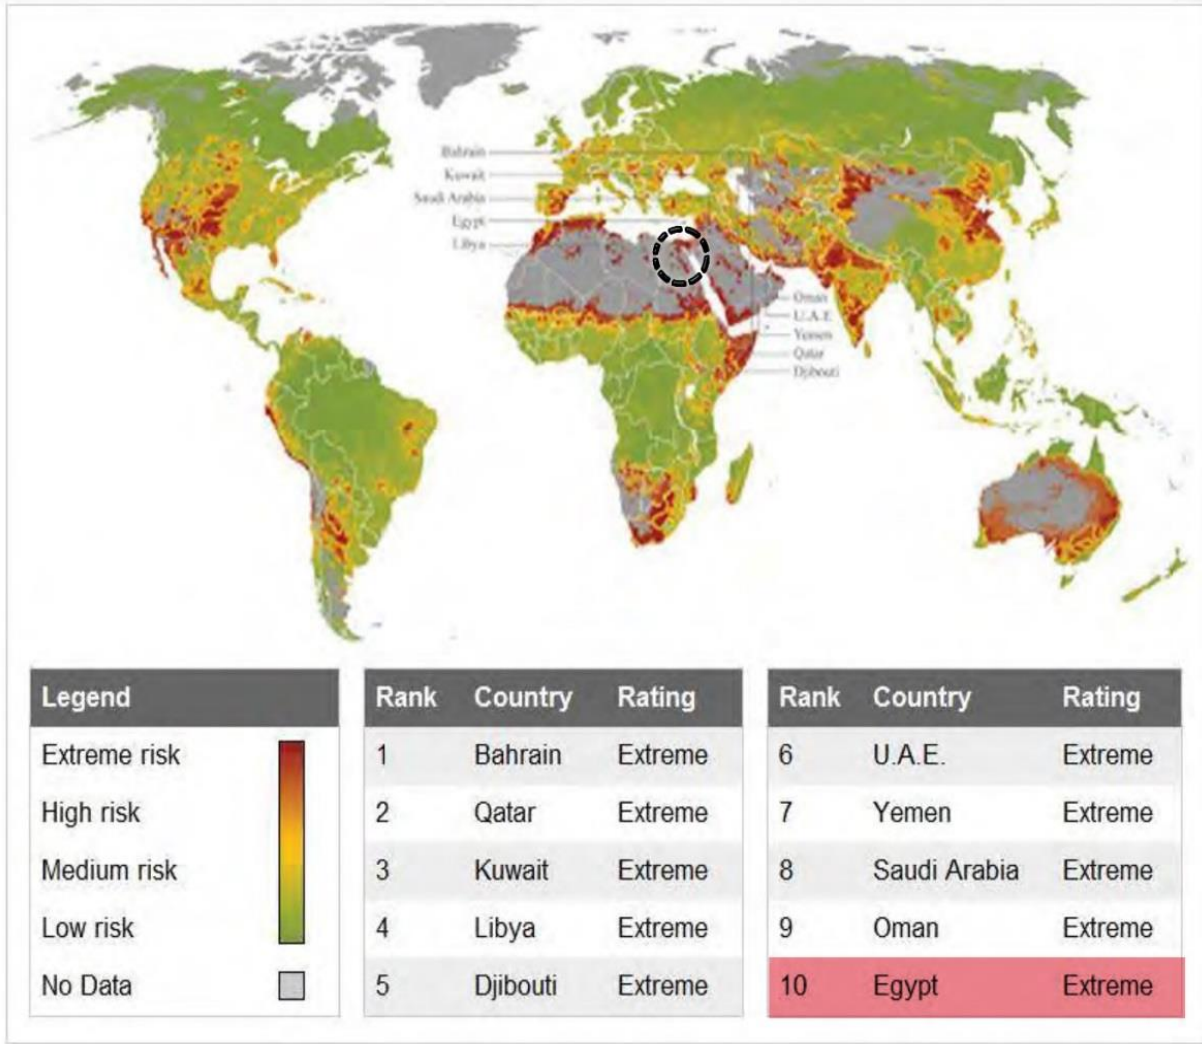 Bahrain
Kuwait
Saudi Arabia
Egypt
Libya
Oman
U.A.E
Yemen
Qatar
Djibouti
Legend
Extreme risk
High risk
Medium risk
Low risk
No Data
Rank Country Rating
1 Bahrain Extreme
2 Qatar Extreme
3 Kuwait Extreme
4 Libya Extreme
5 Djibouti Extreme
Rank Country Rating
6 U.A.E. Extreme
7 Yemen Extreme
8 Saudi Arabia Extreme
9 Oman Extreme
10 Egypt Extreme